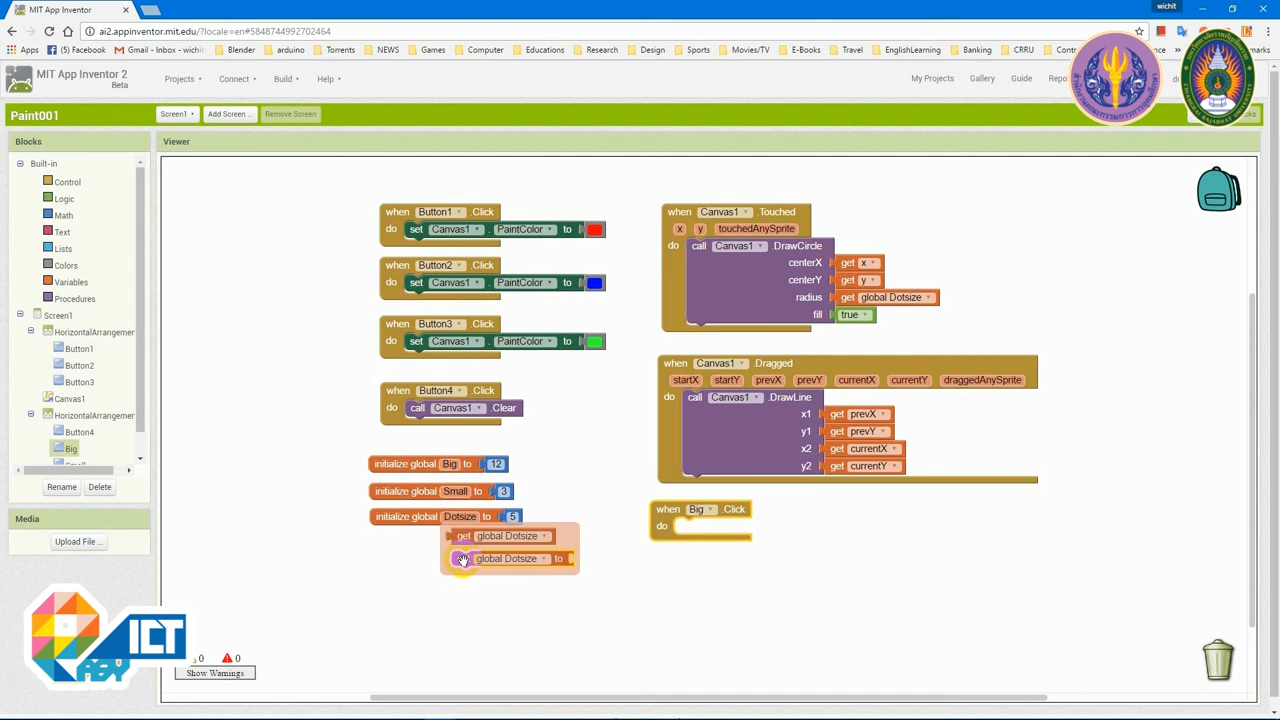 wichit
MIT App Inventor
ai2.appinventor.mit.edu/?locale=en#5848744992702464
Apps
(5) Facebook
Gmail - Inbox - wichit
Blender
arduino
Torrents
NEWS
Games
Computer
Educations
Research
Design
Sports
Movies/TV
E-Books
Travel
EnglishLearning
Banking
CRRU
MIT App Inventor 2
Beta
Projects
Connect
Build
Help
My Projects
Gallery
Guide
Paint001
Screen1
Add Screen ...
Remove Screen
Blocks
Viewer
Built-in
Control
Logic
Math
Text
Lists
Colors
Variables
Procedures
Screen1
HorizontalArrangemen
Button1
Button2
Button3
Canvas1
HorizontalArrangemen
Button4
Big
Rename
Delete
Media
Upload File ...
when Button1 .Click
do set Canvas1 . PaintColor to
when Button2 .Click
do set Canvas1 . PaintColor to
when Button3 .Click
do set Canvas1 . PaintColor to
when Button4 .Click
do call Canvas1 .Clear
initialize global Big to 12
initialize global Small to 3
initialize global Dotsize to 5
get global Dotsize
global Dotsize to
when Canvas1 .Touched
x y touchedAnySprite
do call Canvas1 .DrawCircle
centerX get x
centerY get y
radius get global Dotsize
fill true
when Canvas1 .Dragged
startX startY prevX prevY currentX currentY draggedAnySprite
do call Canvas1 .DrawLine
x1 get prevX
y1 get prevY
x2 get currentX
y2 get currentY
when Big .Click
do
0 0
Show Warnings
ICT